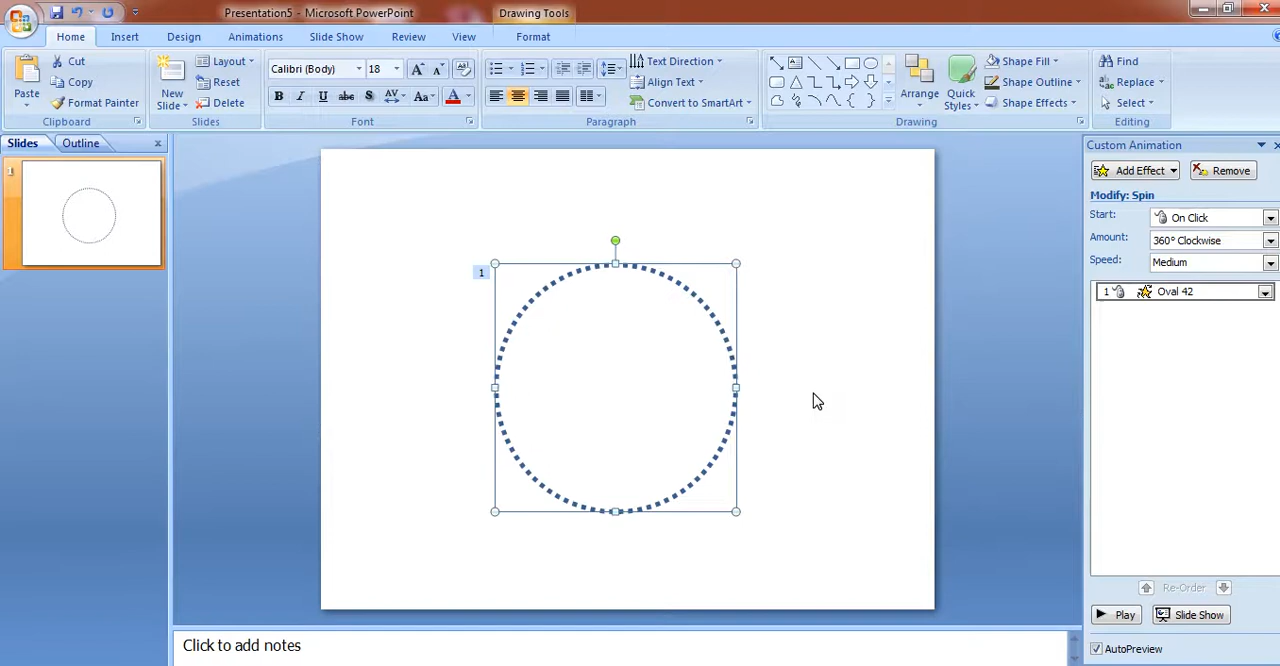 Presentation5 - Microsoft PowerPoint
Drawing Tools
Home Insert Design Animations Slide Show Review View Format
Paste
Cut
Copy
Format Painter
Clipboard
New Slide
Layout
Reset
Delete
Slides
Calibri (Body) 18
B I U abc S AV Aa A
Font
Text Direction
Align Text
Convert to SmartArt
Paragraph
Arrange
Quick Styles
Shape Fill
Shape Outline
Shape Effects
Drawing
Find
Replace
Select
Editing
Slides Outline
1
1
Custom Animation
Add Effect Remove
Modify: Spin
Start: On Click
Amount: 360° Clockwise
Speed: Medium
1 Oval 42
Re-Order
Play Slide Show
AutoPreview
Click to add notes